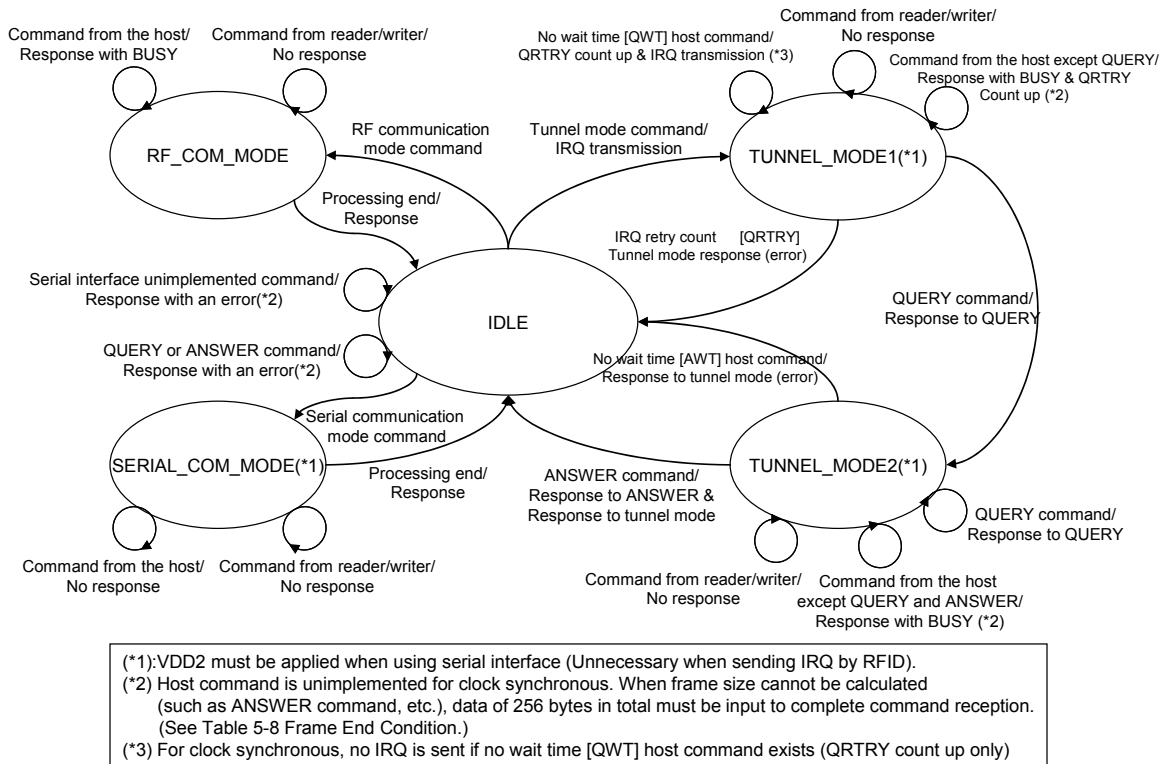 Command from the host/
Response with BUSY
Command from reader/writer/
No response
No wait time [QWT] host command/
QRTRY count up & IRQ transmission (*3)
Command from reader/writer/
No response
Command from the host except QUERY/
Response with BUSY & QRTRY
Count up (*2)
RF_COM_MODE
RF communication
mode command
Tunnel mode command/
IRQ transmission
TUNNEL_MODE1(*1)
Processing end/
Response
IRQ retry count [QRTRY]
Tunnel mode response (error)
Serial interface unimplemented command/
Response with an error(*2)
IDLE
QUERY command/
Response to QUERY
QUERY or ANSWER command/
Response with an error(*2)
No wait time [AWT] host command/
Response to tunnel mode (error)
Serial communication
mode command
SERIAL_COM_MODE(*1)
Processing end/
Response
ANSWER command/
Response to ANSWER &
Response to tunnel mode
TUNNEL_MODE2(*1)
QUERY command/
Response to QUERY
Command from the host/
No response
Command from reader/writer/
No response
Command from reader/writer/
No response
Command from the host
except QUERY and ANSWER/
Response with BUSY (*2)
(*1):VDD2 must be applied when using serial interface (Unnecessary when sending IRQ by RFID).
(*2) Host command is unimplemented for clock synchronous. When frame size cannot be calculated
(such as ANSWER command, etc.), data of 256 bytes in total must be input to complete command reception.
(See Table 5-8 Frame End Condition.)
(*3) For clock synchronous, no IRQ is sent if no wait time [QWT] host command exists (QRTRY count up only)